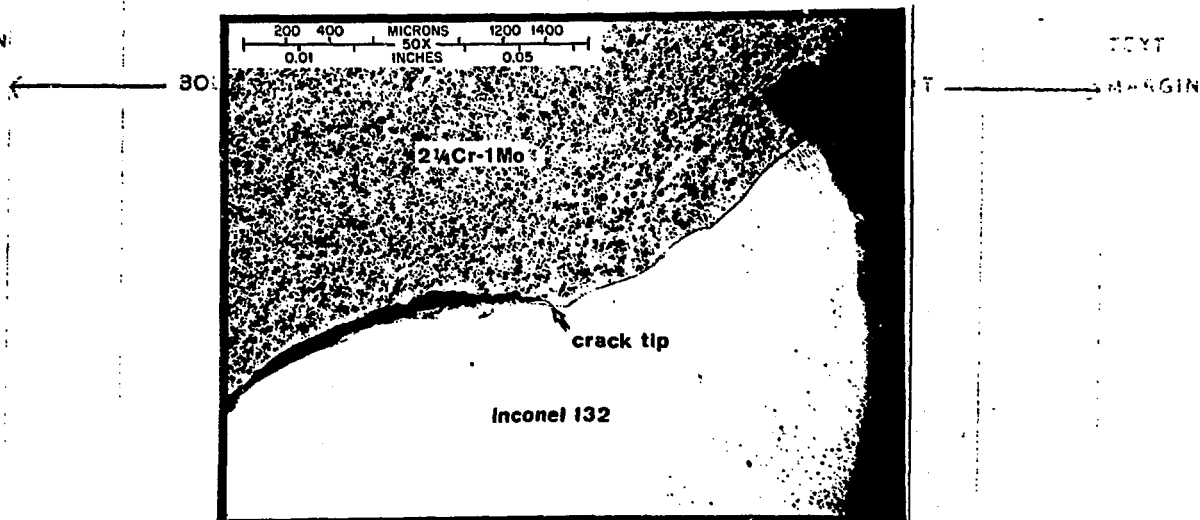 200 400 MICRONS 1200 1400
50X
0.01 INCHES 0.05
2¼Cr-1Mo
crack tip
Inconel 132